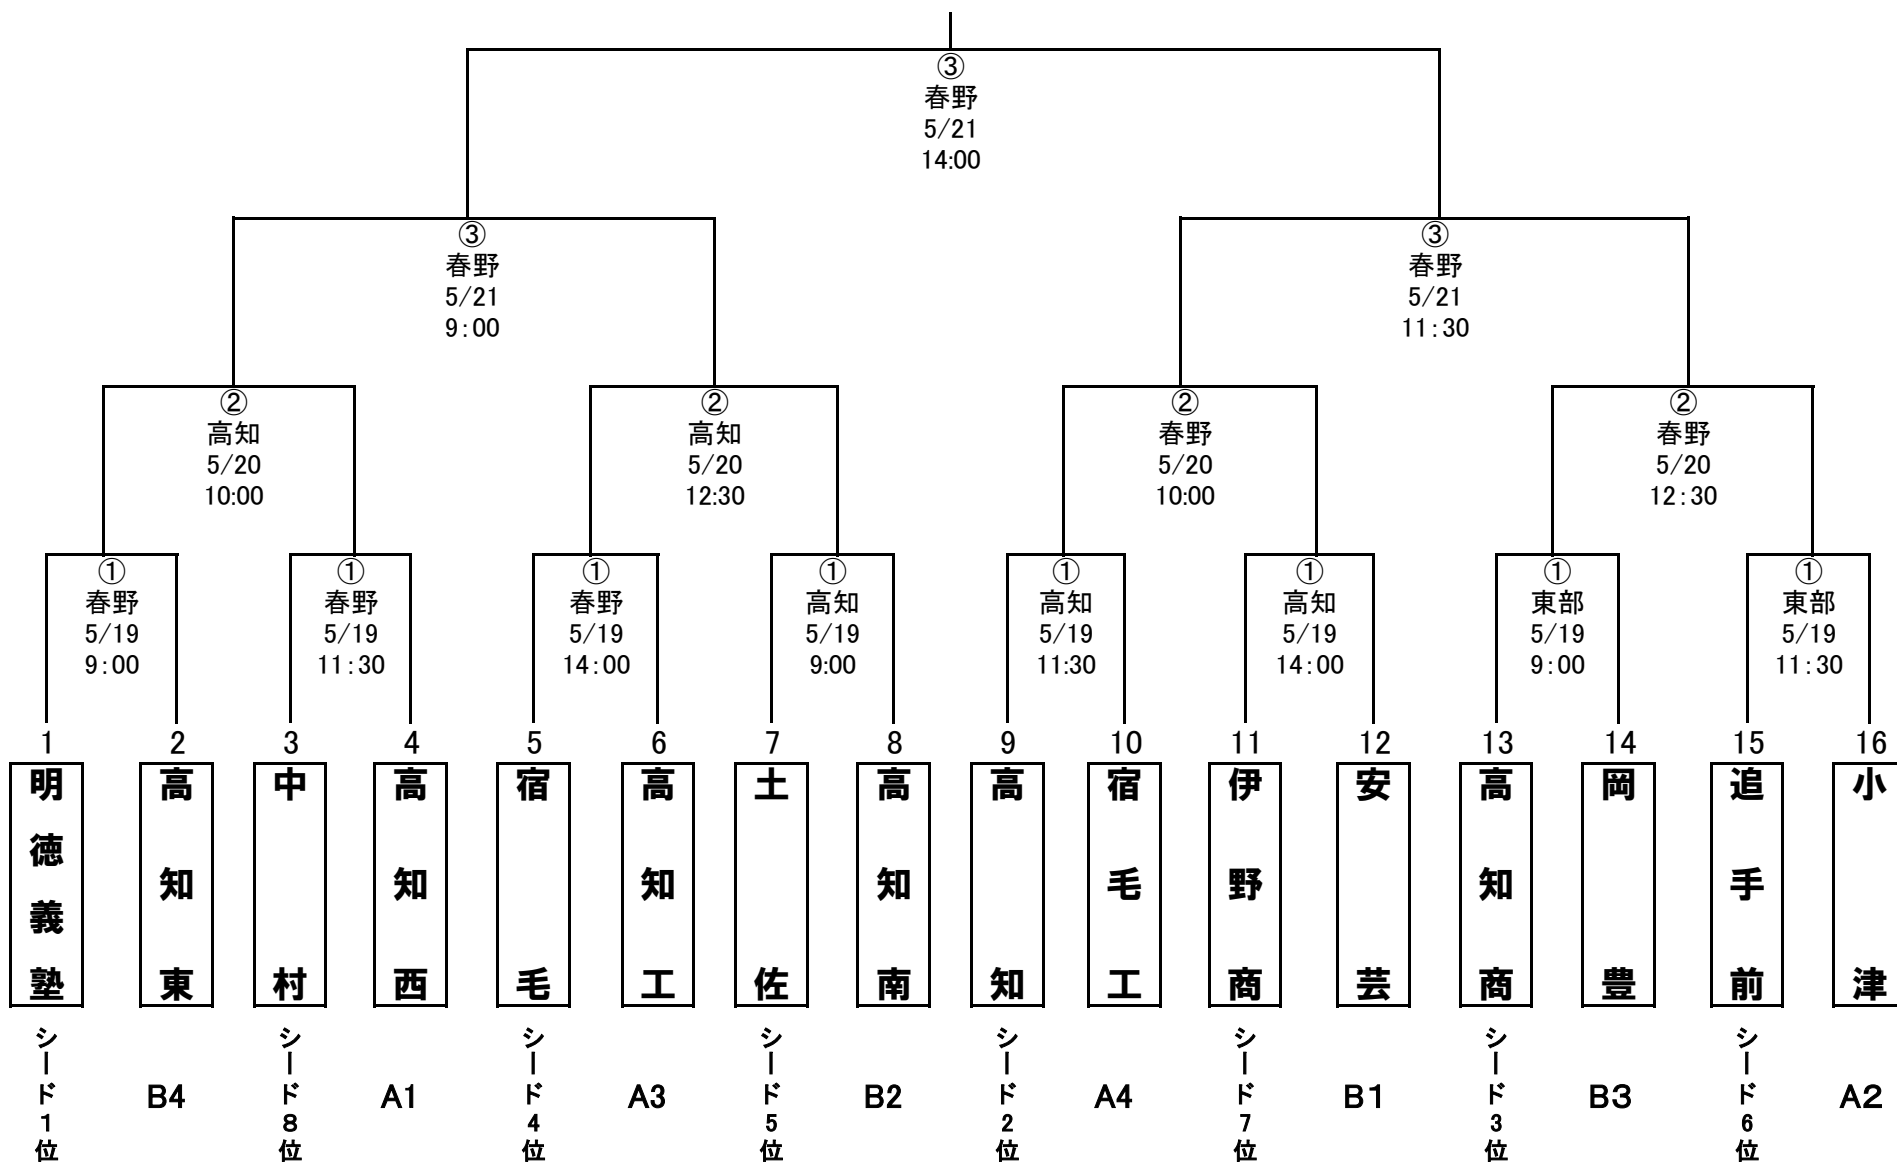 ③
春野
5/21
14:00
③
春野
5/21
9:00
③
春野
5/21
11:30
②
高知
5/20
10:00
②
高知
5/20
12:30
②
春野
5/20
10:00
②
春野
5/20
12:30
①
春野
5/19
9:00
①
春野
5/19
11:30
①
春野
5/19
14:00
①
高知
5/19
9:00
①
高知
5/19
11:30
①
高知
5/19
14:00
①
東部
5/19
9:00
①
東部
5/19
11:30
1
2
3
4
5
6
7
8
9
10
11
12
13
14
15
16
明徳義塾
高知東
中村
高知西
宿毛
高知工
土佐
高知南
高知
宿毛工
伊野商
安芸
高知商
岡豊
追手前
小津
シード1位
B4
シード8位
A1
シード4位
A3
シード5位
B2
シード2位
A4
シード7位
B1
シード3位
B3
シード6位
A2